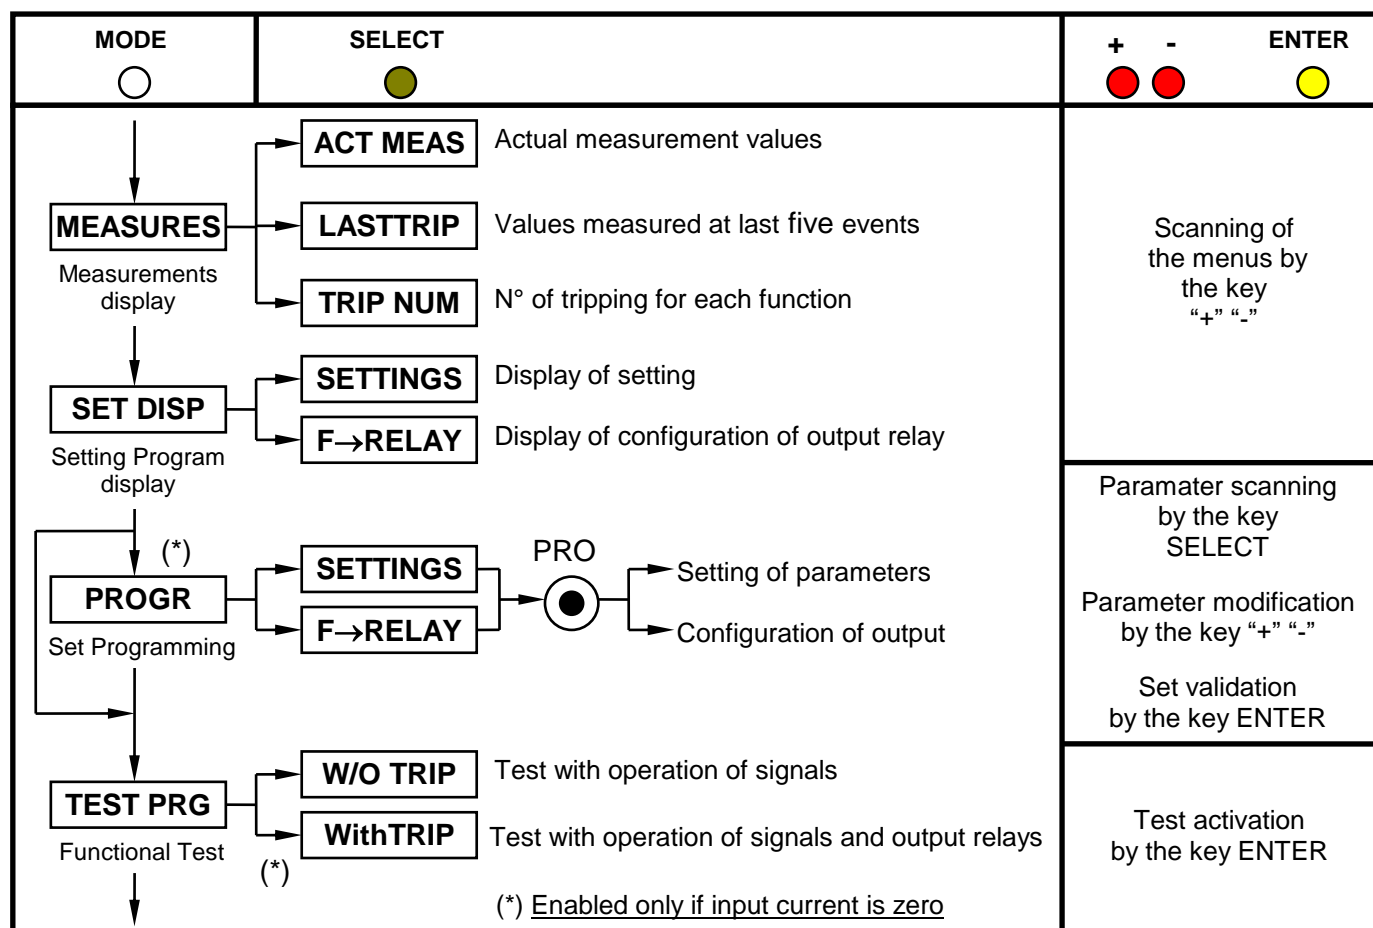 MODE
SELECT
+ - ENTER
ACT MEAS Actual measurement values
MEASURES
Measurements
display
LASTTRIP Values measured at last five events
TRIP NUM N° of tripping for each function
Scanning of
the menus by
the key
“+” “-”
SET DISP
Setting Program
display
SETTINGS Display of setting
F→RELAY Display of configuration of output relay
(*)
PROGR
Set Programming
SETTINGS
F→RELAY
PRO
Setting of parameters
Configuration of output
Paramater scanning
by the key
SELECT
Parameter modification
by the key “+” “-”
Set validation
by the key ENTER
TEST PRG
Functional Test
W/O TRIP Test with operation of signals
WithTRIP Test with operation of signals and output relays
(*)
(*) Enabled only if input current is zero
Test activation
by the key ENTER